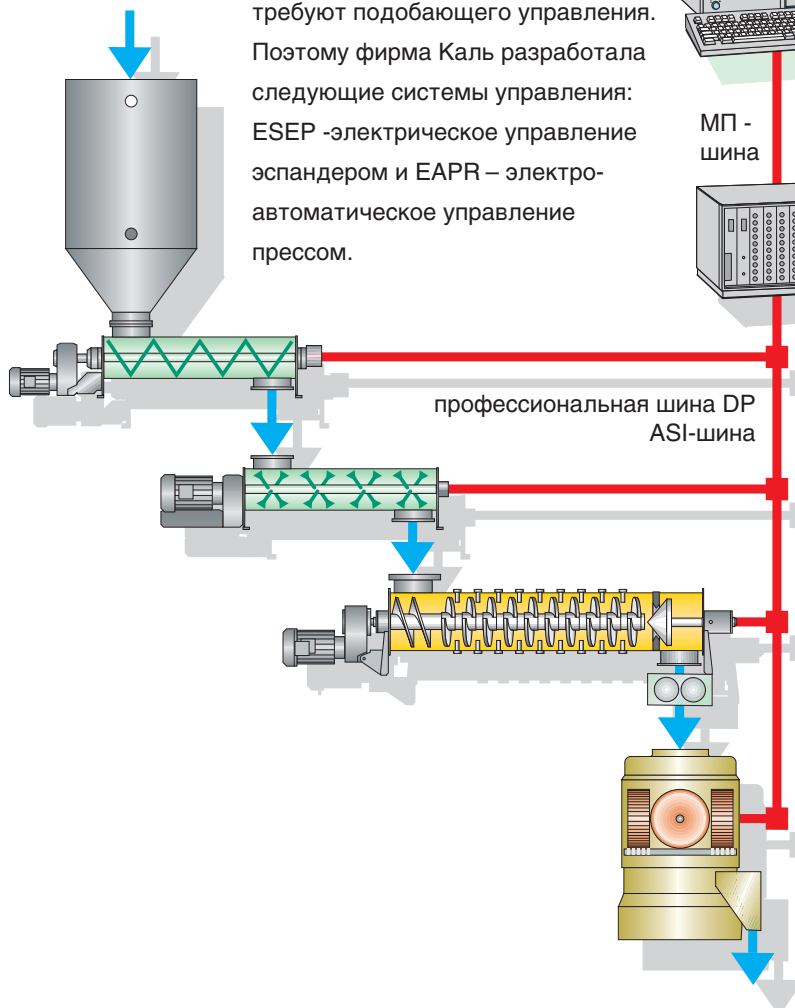 требуют подобающего управления.
Поэтому фирма Каль разработала
следующие системы управления:
ESEP -электрическое управление
эспандером и EAPR – электро-
автоматическое управление
прессом.
МП -
шина
профессиональная шина DP
ASI-шина